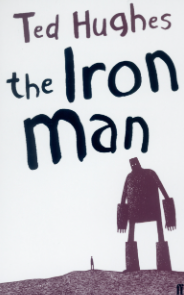 Ted Hughes
the Iron
man
ff